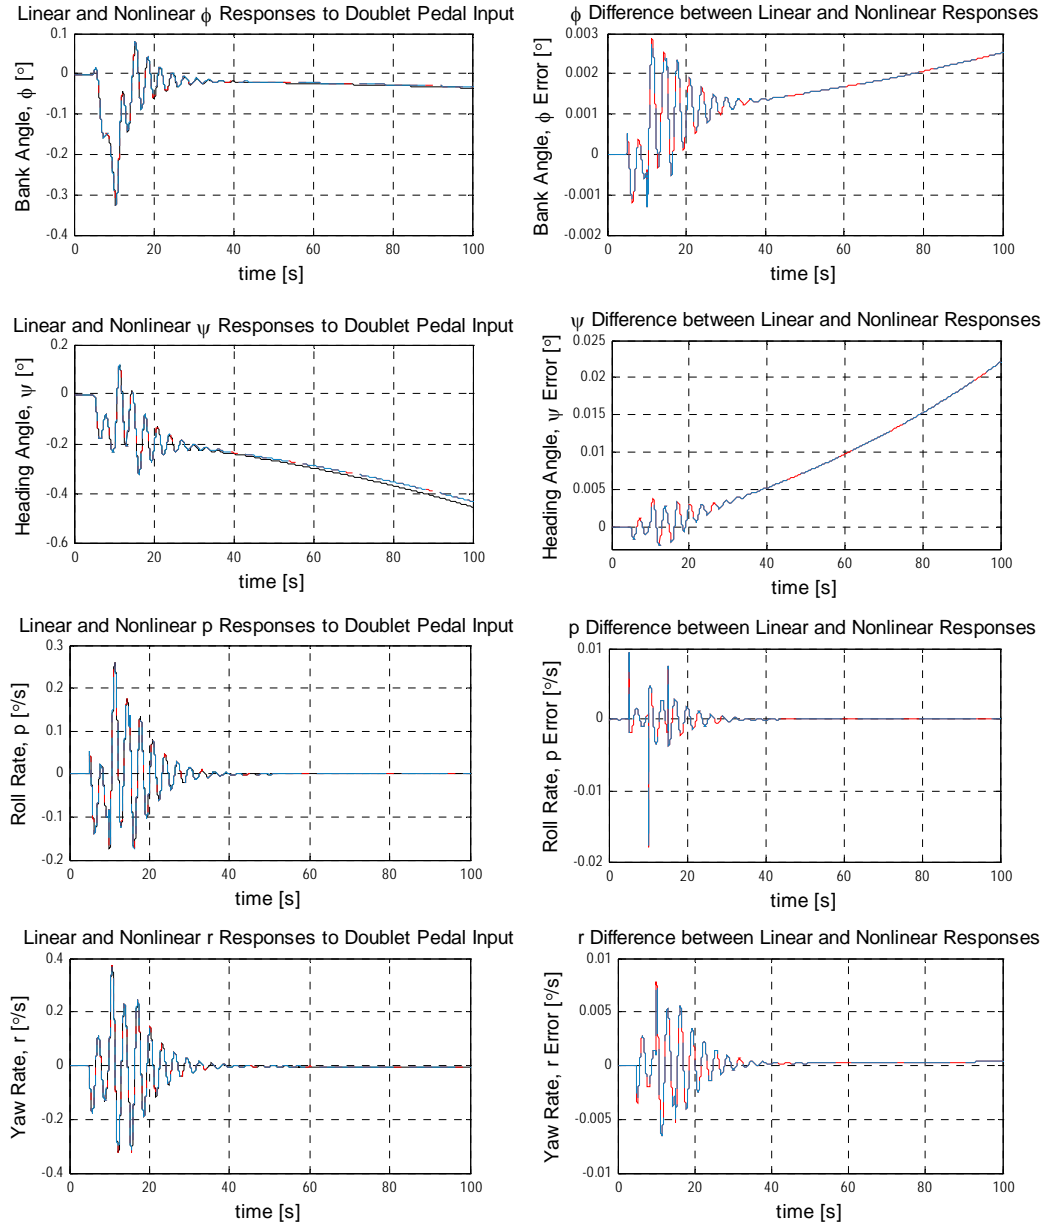 Linear and Nonlinear ϕ Responses to Doublet Pedal Input
0.1
0
-0.1
-0.2
-0.3
-0.4
Bank Angle, ϕ [°]
0 20 40 60 80 100
time [s]
ϕ Difference between Linear and Nonlinear Responses
0.003
0.002
0.001
0
-0.001
-0.002
Bank Angle, ϕ Error [°]
0 20 40 60 80 100
time [s]
Linear and Nonlinear ψ Responses to Doublet Pedal Input
0.2
0
-0.2
-0.4
-0.6
Heading Angle, ψ [°]
0 20 40 60 80 100
time [s]
ψ Difference between Linear and Nonlinear Responses
0.025
0.02
0.015
0.01
0.005
0
Heading Angle, ψ Error [°]
0 20 40 60 80 100
time [s]
Linear and Nonlinear p Responses to Doublet Pedal Input
0.3
0.2
0.1
0
-0.1
-0.2
Roll Rate, p [°/s]
0 20 40 60 80 100
time [s]
p Difference between Linear and Nonlinear Responses
0.01
0
-0.01
-0.02
Roll Rate, p Error [°/s]
0 20 40 60 80 100
time [s]
Linear and Nonlinear r Responses to Doublet Pedal Input
0.4
0.2
0
-0.2
-0.4
Yaw Rate, r [°/s]
0 20 40 60 80 100
time [s]
r Difference between Linear and Nonlinear Responses
0.01
0.005
0
-0.005
-0.01
Yaw Rate, r Error [°/s]
0 20 40 60 80 100
time [s]